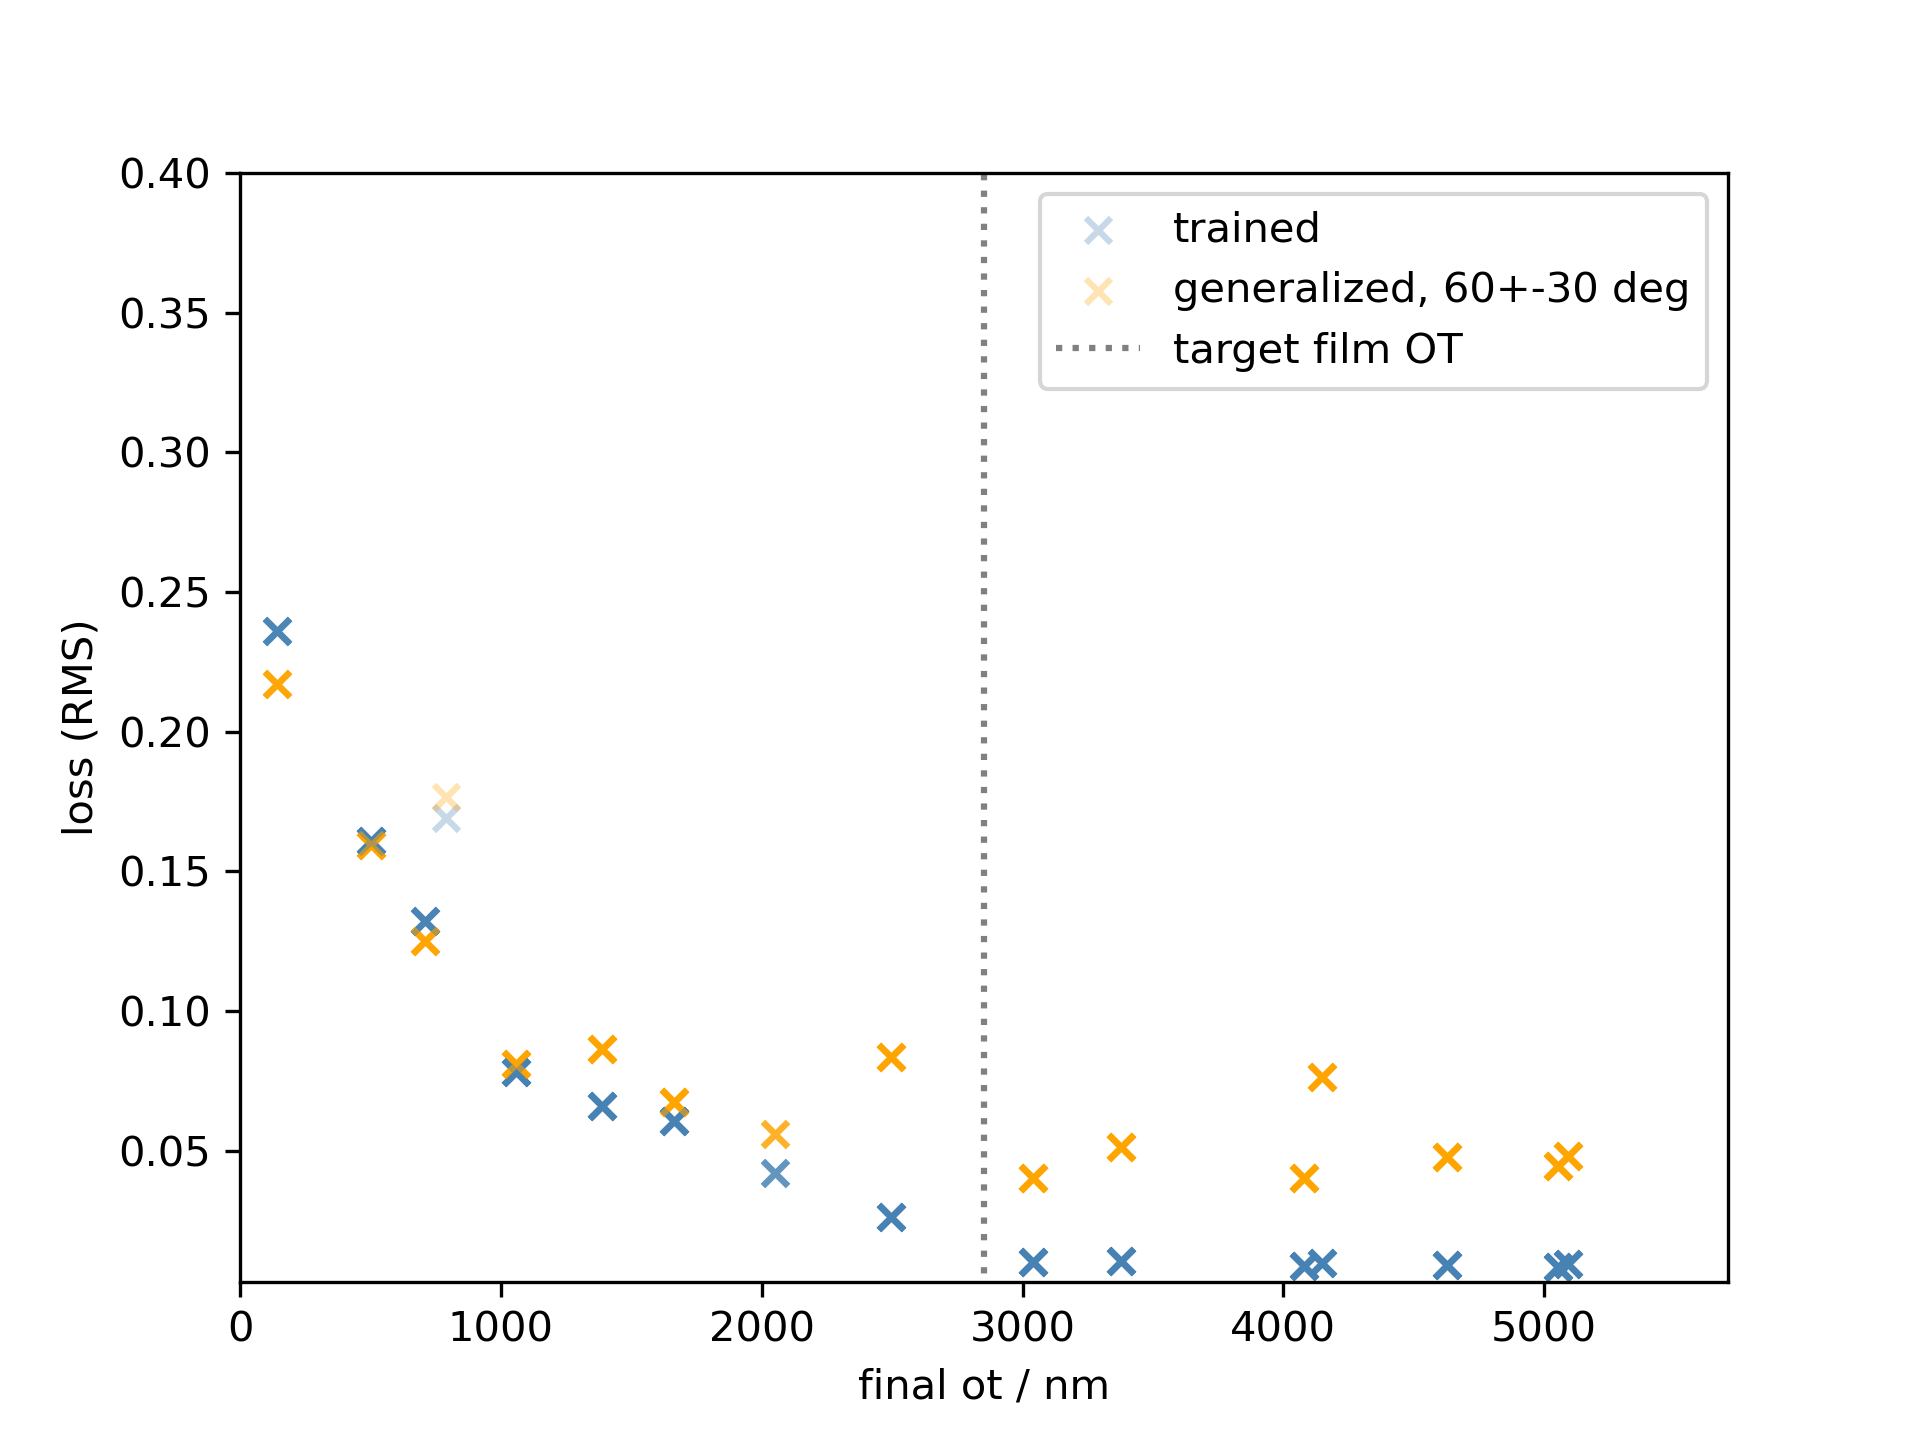 0.40
0.35
0.30
0.25
0.20
0.15
0.10
0.05
loss (RMS)
trained
generalized, 60+-30 deg
target film OT
0 1000 2000 3000 4000 5000
final ot / nm